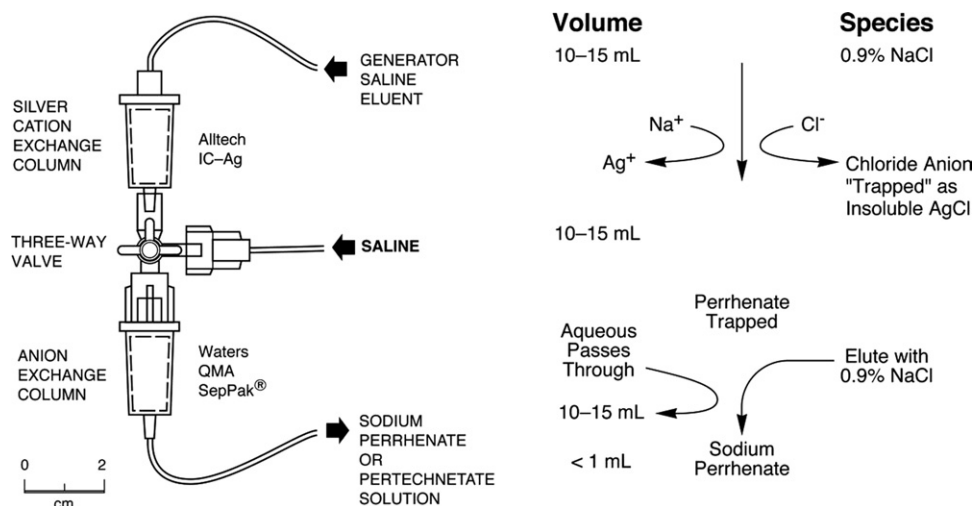 GENERATOR
SALINE
ELUENT
SILVER
CATION
EXCHANGE
COLUMN
Alltech
IC–Ag
THREE-WAY
VALVE
SALINE
ANION
EXCHANGE
COLUMN
Waters
QMA
SepPak®
SODIUM
PERRHENATE
OR
PERTECHNETATE
SOLUTION
0 2
cm
Volume Species
10–15 mL 0.9% NaCl
Na+ Cl-
Ag+
Chloride Anion
"Trapped" as
Insoluble AgCl
10–15 mL
Perrhenate
Trapped
Aqueous
Passes
Through
Elute with
0.9% NaCl
10–15 mL
< 1 mL
Sodium
Perrhenate